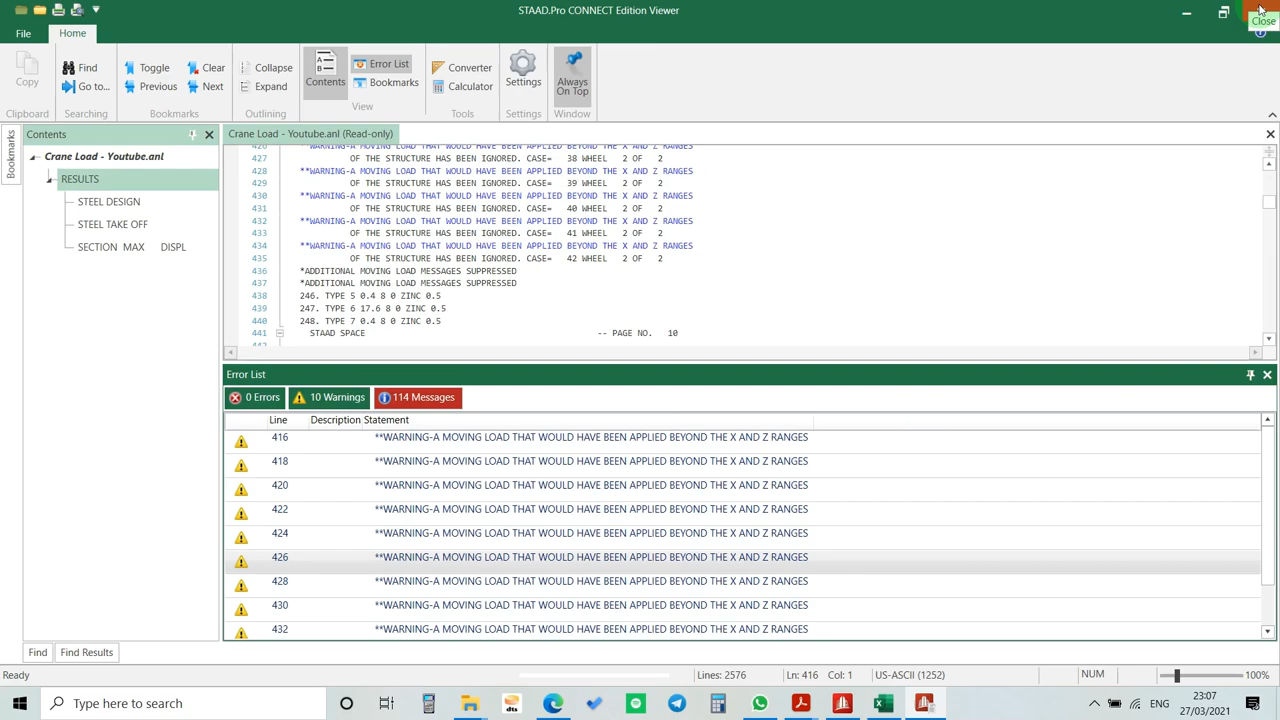 STAAD.Pro CONNECT Edition Viewer
Close
File
Home
Copy
Clipboard
Find
Go to...
Searching
Toggle
Clear
Previous
Next
Bookmarks
Collapse
Expand
Outlining
Contents
Error List
Bookmarks
View
Converter
Calculator
Tools
Settings
Settings
Always
On Top
Window
Bookmarks
Contents
Crane Load - Youtube.anl
RESULTS
STEEL DESIGN
STEEL TAKE OFF
SECTION MAX DISPL
Crane Load - Youtube.anl (Read-only)
426 **WARNING-A MOVING LOAD THAT WOULD HAVE BEEN APPLIED BEYOND THE X AND Z RANGES
427 OF THE STRUCTURE HAS BEEN IGNORED. CASE= 38 WHEEL 2 OF 2
428 **WARNING-A MOVING LOAD THAT WOULD HAVE BEEN APPLIED BEYOND THE X AND Z RANGES
429 OF THE STRUCTURE HAS BEEN IGNORED. CASE= 39 WHEEL 2 OF 2
430 **WARNING-A MOVING LOAD THAT WOULD HAVE BEEN APPLIED BEYOND THE X AND Z RANGES
431 OF THE STRUCTURE HAS BEEN IGNORED. CASE= 40 WHEEL 2 OF 2
432 **WARNING-A MOVING LOAD THAT WOULD HAVE BEEN APPLIED BEYOND THE X AND Z RANGES
433 OF THE STRUCTURE HAS BEEN IGNORED. CASE= 41 WHEEL 2 OF 2
434 **WARNING-A MOVING LOAD THAT WOULD HAVE BEEN APPLIED BEYOND THE X AND Z RANGES
435 OF THE STRUCTURE HAS BEEN IGNORED. CASE= 42 WHEEL 2 OF 2
436 *ADDITIONAL MOVING LOAD MESSAGES SUPPRESSED
437 *ADDITIONAL MOVING LOAD MESSAGES SUPPRESSED
438 246. TYPE 5 0.4 8 0 ZINC 0.5
439 247. TYPE 6 17.6 8 0 ZINC 0.5
440 248. TYPE 7 0.4 8 0 ZINC 0.5
441 STAAD SPACE -- PAGE NO. 10
442
Error List
0 Errors
10 Warnings
114 Messages
Line Description Statement
416 **WARNING-A MOVING LOAD THAT WOULD HAVE BEEN APPLIED BEYOND THE X AND Z RANGES
418 **WARNING-A MOVING LOAD THAT WOULD HAVE BEEN APPLIED BEYOND THE X AND Z RANGES
420 **WARNING-A MOVING LOAD THAT WOULD HAVE BEEN APPLIED BEYOND THE X AND Z RANGES
422 **WARNING-A MOVING LOAD THAT WOULD HAVE BEEN APPLIED BEYOND THE X AND Z RANGES
424 **WARNING-A MOVING LOAD THAT WOULD HAVE BEEN APPLIED BEYOND THE X AND Z RANGES
426 **WARNING-A MOVING LOAD THAT WOULD HAVE BEEN APPLIED BEYOND THE X AND Z RANGES
428 **WARNING-A MOVING LOAD THAT WOULD HAVE BEEN APPLIED BEYOND THE X AND Z RANGES
430 **WARNING-A MOVING LOAD THAT WOULD HAVE BEEN APPLIED BEYOND THE X AND Z RANGES
432 **WARNING-A MOVING LOAD THAT WOULD HAVE BEEN APPLIED BEYOND THE X AND Z RANGES
Find
Find Results
Ready
Lines: 2576
Ln: 416 Col: 1
US-ASCII (1252)
NUM
100%
Type here to search
dts
ENG
23:07
27/03/2021